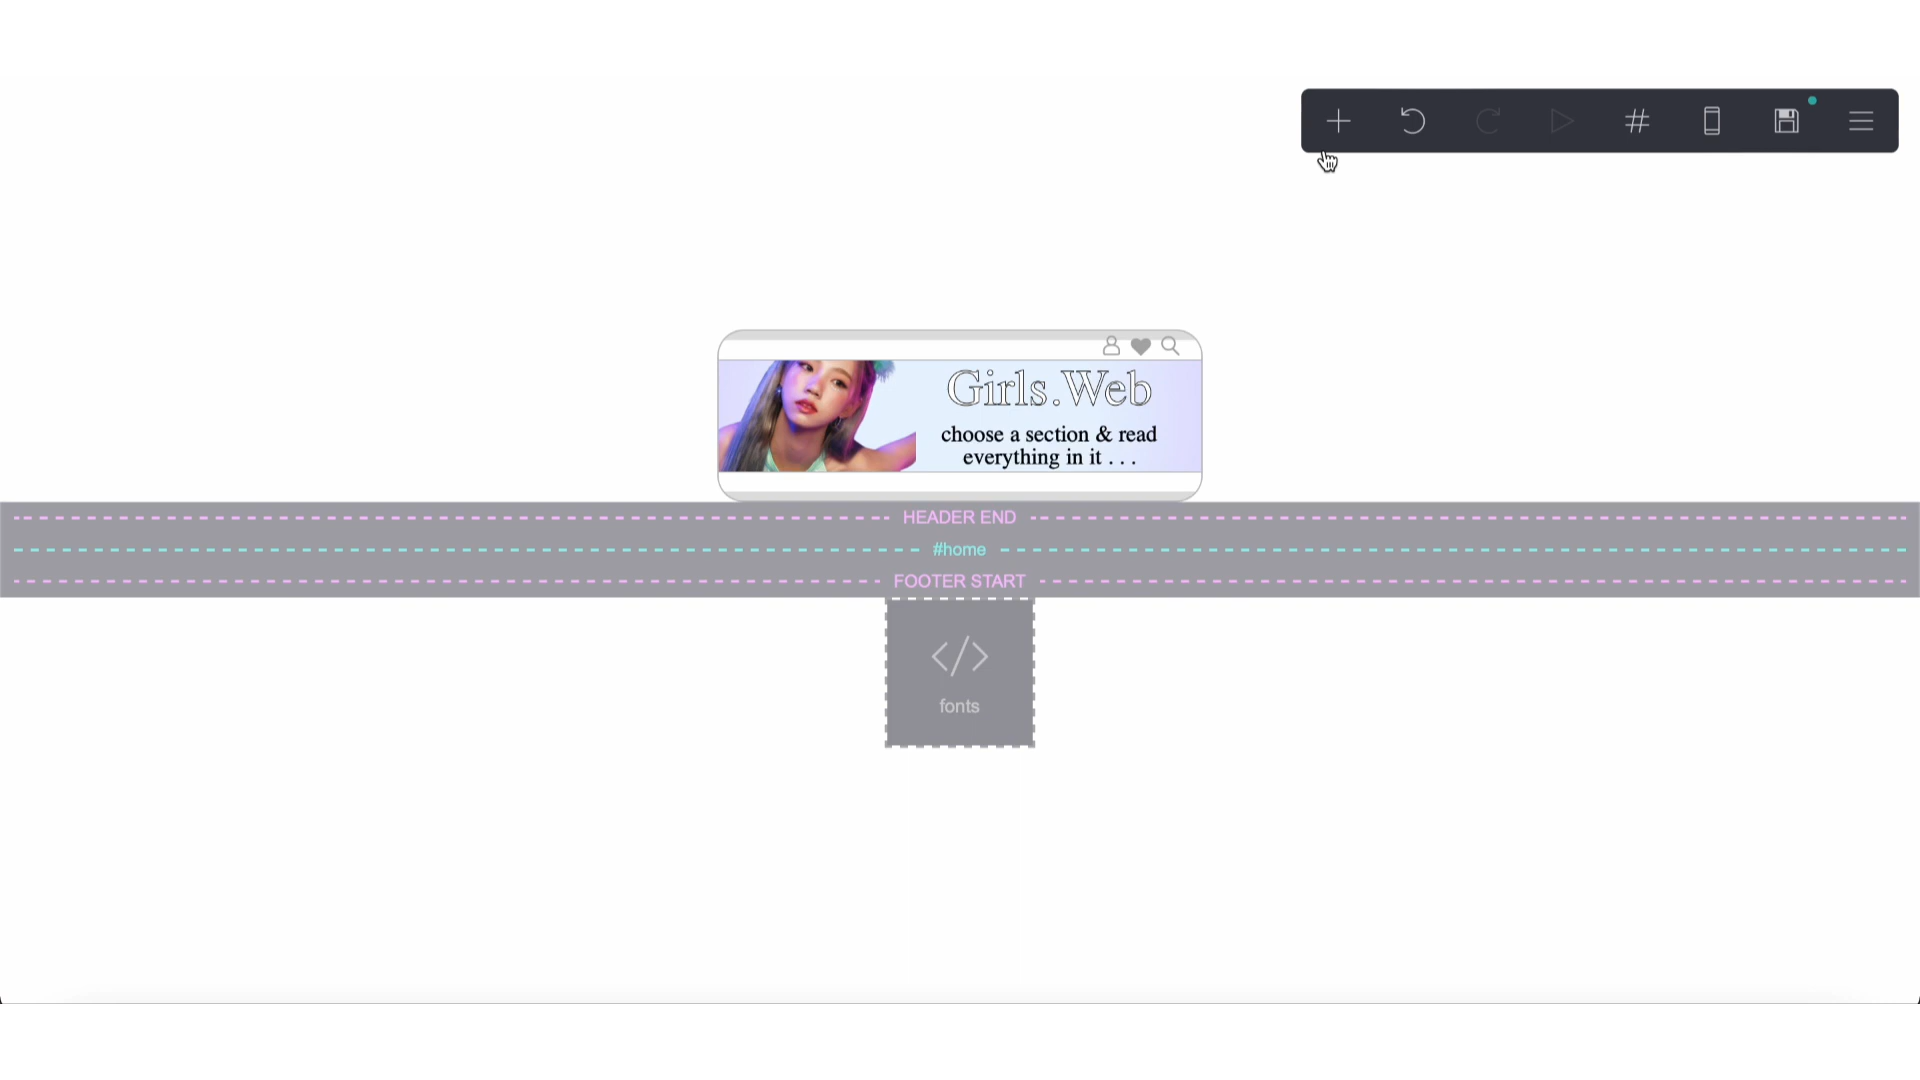 Girls.Web
choose a section & read
everything in it . . .
HEADER END
#home
FOOTER START
fonts